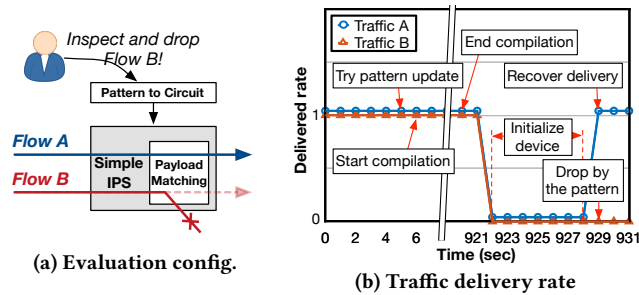 Inspect and drop
Flow B!
Pattern to Circuit
Flow A
Flow B
Simple
IPS
Payload
Matching
(a) Evaluation config.
Traffic A
Traffic B
End compilation
Try pattern update
Recover delivery
Start compilation
Initialize
device
Drop by
the pattern
Delivered rate
1
0
0 2 4 6 921 923 925 927 929 931
Time (sec)
(b) Traffic delivery rate